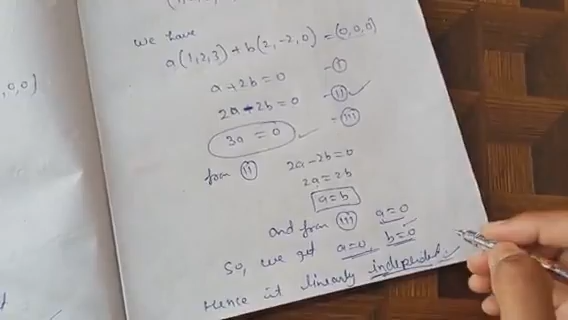 ,0,0)
we have
a(1,2,3) + b(2,-2,0) = (0,0,0)
a+2b=0 - (i)
2a-2b=0 - (ii)
3a = 0 - (iii)
from (ii) 2a-2b=0
2a=2b
a=b
and from (iii) a=0
So, we get a=0, b=0
Hence it linearly independent.